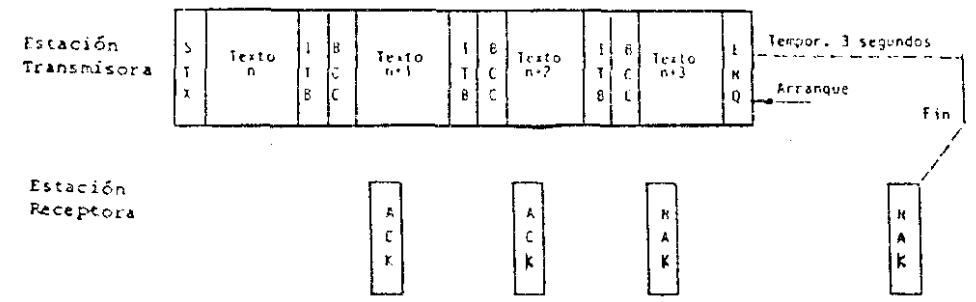 Estación
Transmisora
S
T
X
Texto
n
I
T
B
B
C
C
Texto
n+1
I
T
B
B
C
C
Texto
n+2
I
T
B
B
C
C
Texto
n+3
E
N
Q
Tempor. 3 segundos
Arranque
Fin
Estación
Receptora
A
C
K
A
C
K
N
A
K
N
A
K